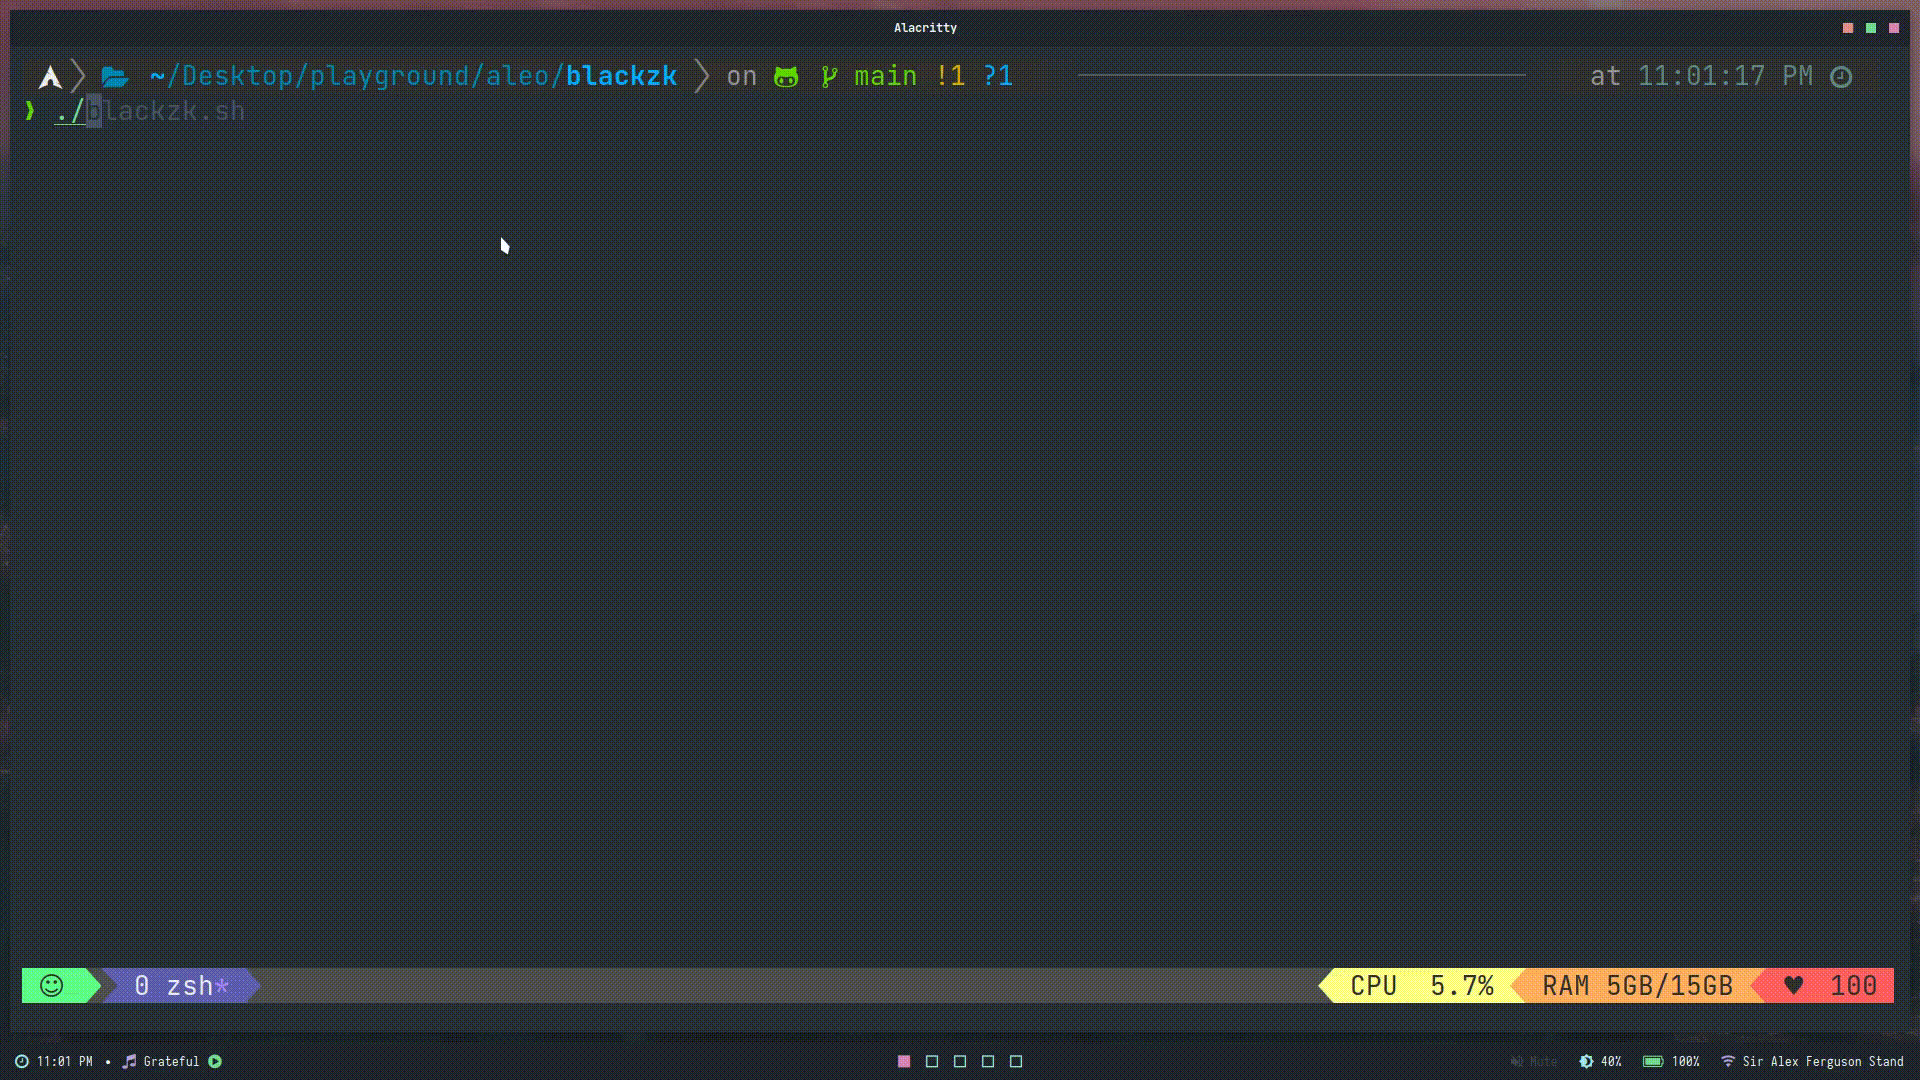 Alacritty
~/Desktop/playground/aleo/blackzk on main !1 ?1 at 11:01:17 PM
❯ ./blackzk.sh
☺ 0 zsh* CPU 5.7% RAM 5GB/15GB ♥ 100
11:01 PM • Grateful Mute 40% 100% Sir Alex Ferguson Stand